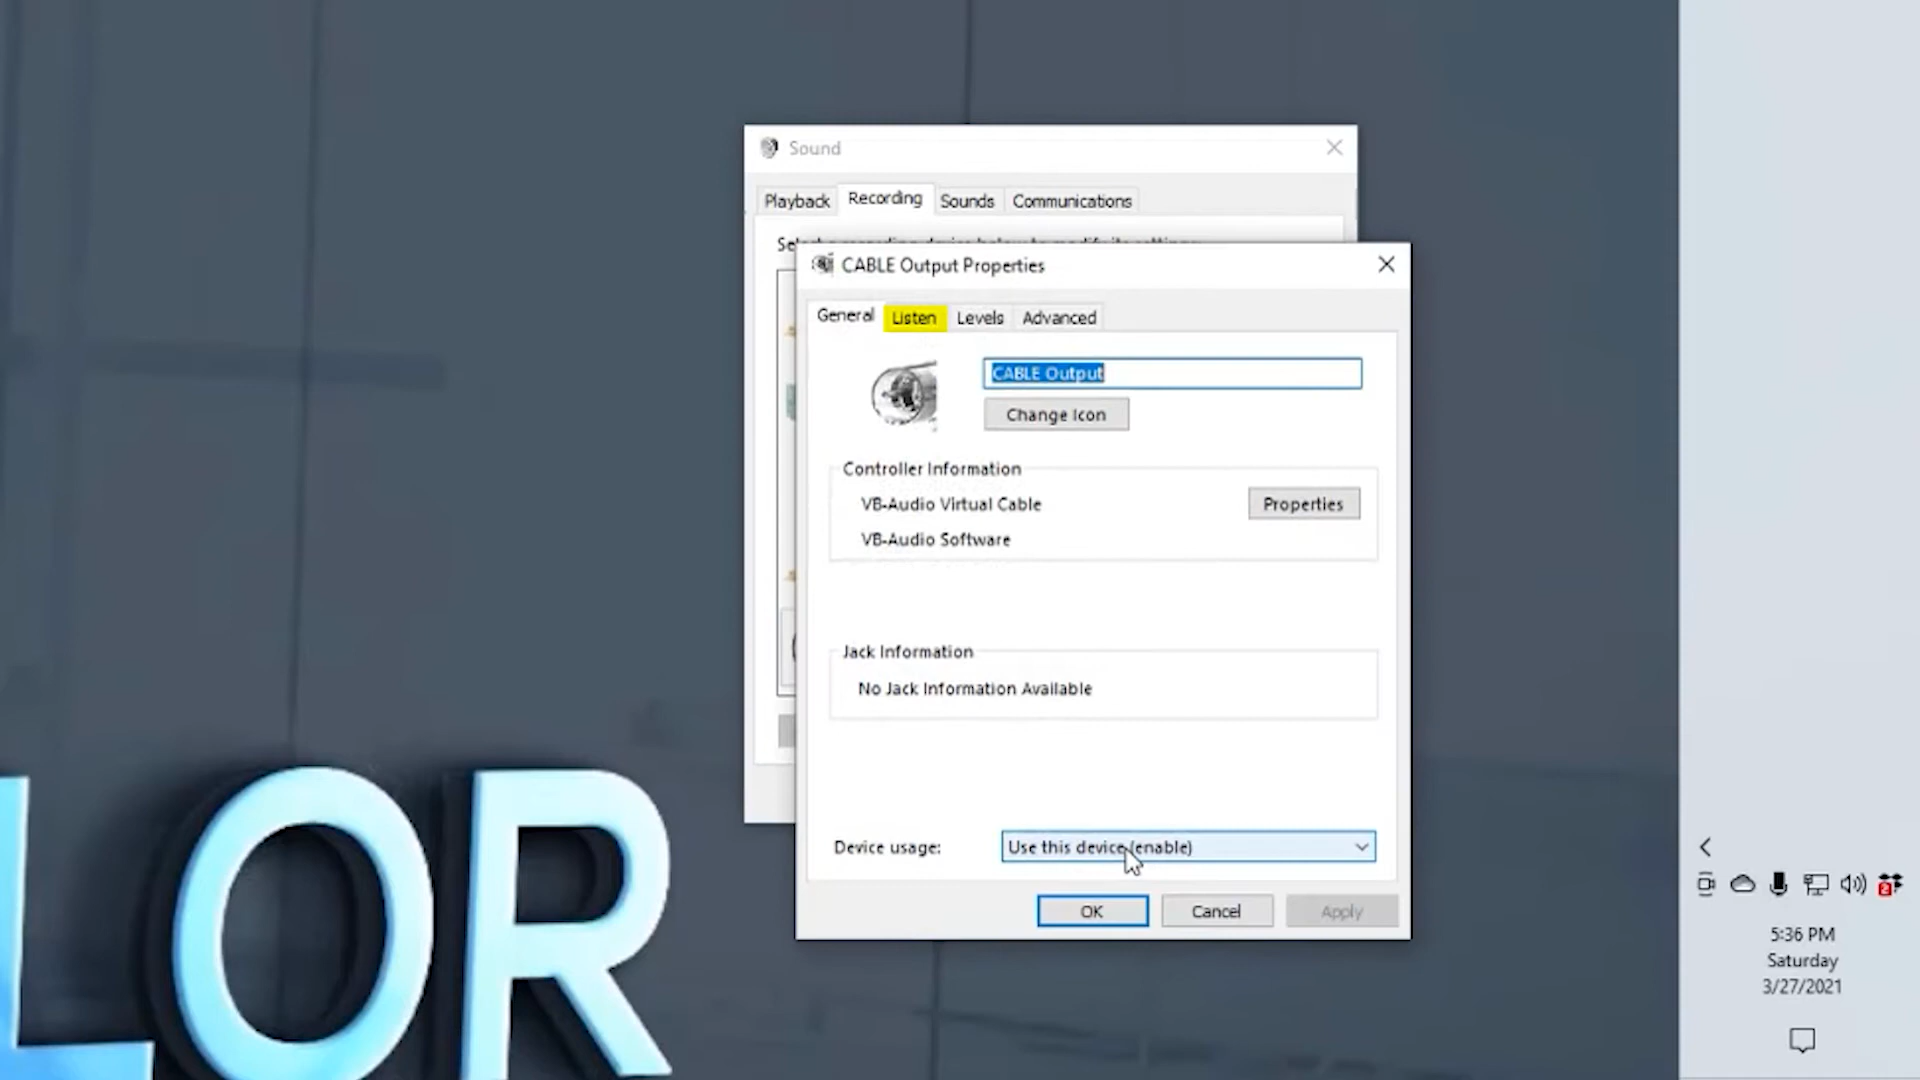 Sound
Playback Recording Sounds Communications
CABLE Output Properties
General Listen Levels Advanced
CABLE Output
Change Icon
Controller Information
VB-Audio Virtual Cable
Properties
VB-Audio Software
Jack Information
No Jack Information Available
Device usage: Use this device (enable)
OK Cancel Apply
LOR
2
5:36 PM
Saturday
3/27/2021